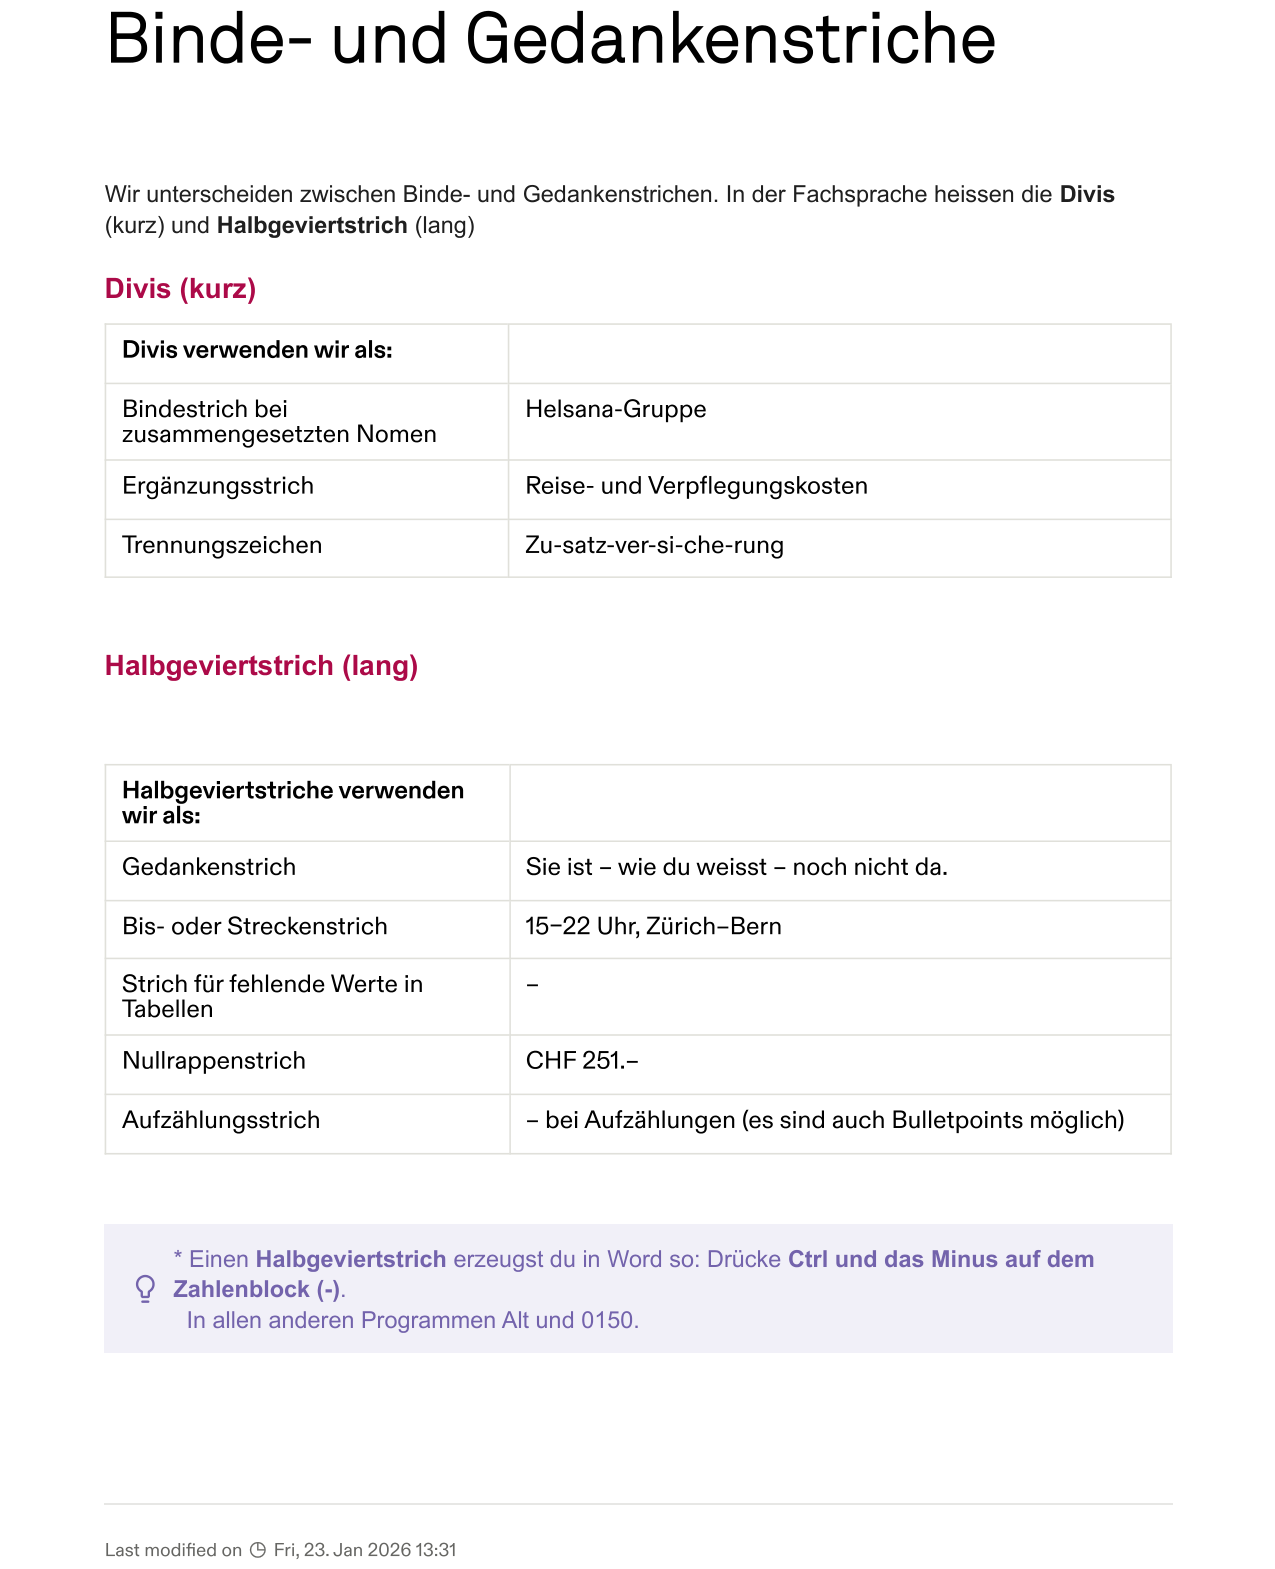 Binde- und Gedankenstriche
Wir unterscheiden zwischen Binde- und Gedankenstrichen. In der Fachsprache heissen die Divis
(kurz) und Halbgeviertstrich (lang)
Divis (kurz)
Divis verwenden wir als:
Bindestrich bei
zusammengesetzten Nomen
Helsana-Gruppe
Ergänzungsstrich
Reise- und Verpflegungskosten
Trennungszeichen
Zu-satz-ver-si-che-rung
Halbgeviertstrich (lang)
Halbgeviertstriche verwenden
wir als:
Gedankenstrich
Sie ist – wie du weisst – noch nicht da.
Bis- oder Streckenstrich
15–22 Uhr, Zürich–Bern
Strich für fehlende Werte in
Tabellen
–
Nullrappenstrich
CHF 251.–
Aufzählungsstrich
– bei Aufzählungen (es sind auch Bulletpoints möglich)
* Einen Halbgeviertstrich erzeugst du in Word so: Drücke Ctrl und das Minus auf dem
Zahlenblock (-).
In allen anderen Programmen Alt und 0150.
Last modified on Fri, 23. Jan 2026 13:31